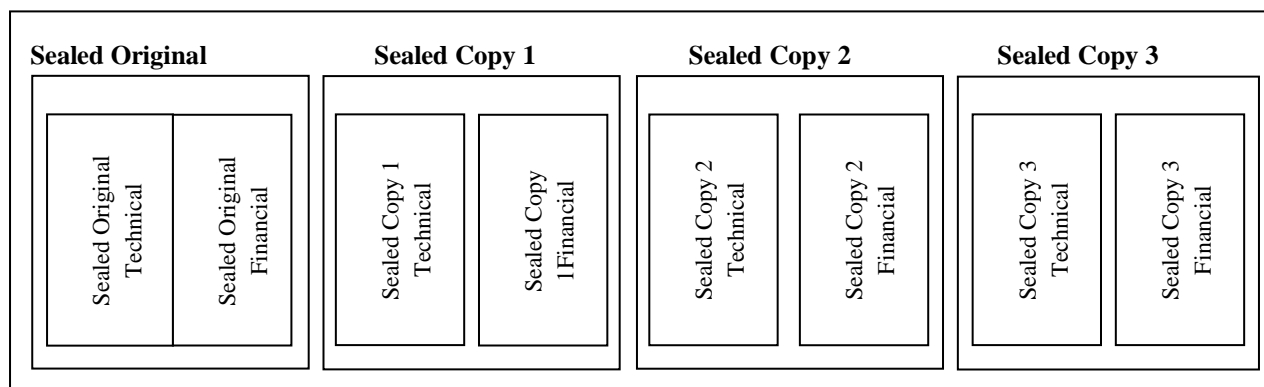 Sealed Original
Sealed Copy 1
Sealed Copy 2
Sealed Copy 3
Sealed Original
Technical
Sealed Original
Financial
Sealed Copy 1
Technical
Sealed Copy
1Financial
Sealed Copy 2
Technical
Sealed Copy 2
Financial
Sealed Copy 3
Technical
Sealed Copy 3
Financial